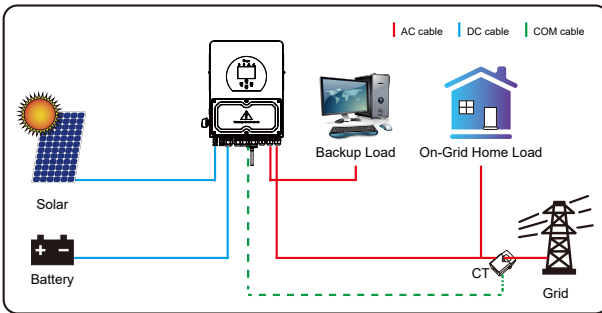 AC cable
DC cable
COM cable
Backup Load
On-Grid Home Load
Solar
Battery
CT
Grid